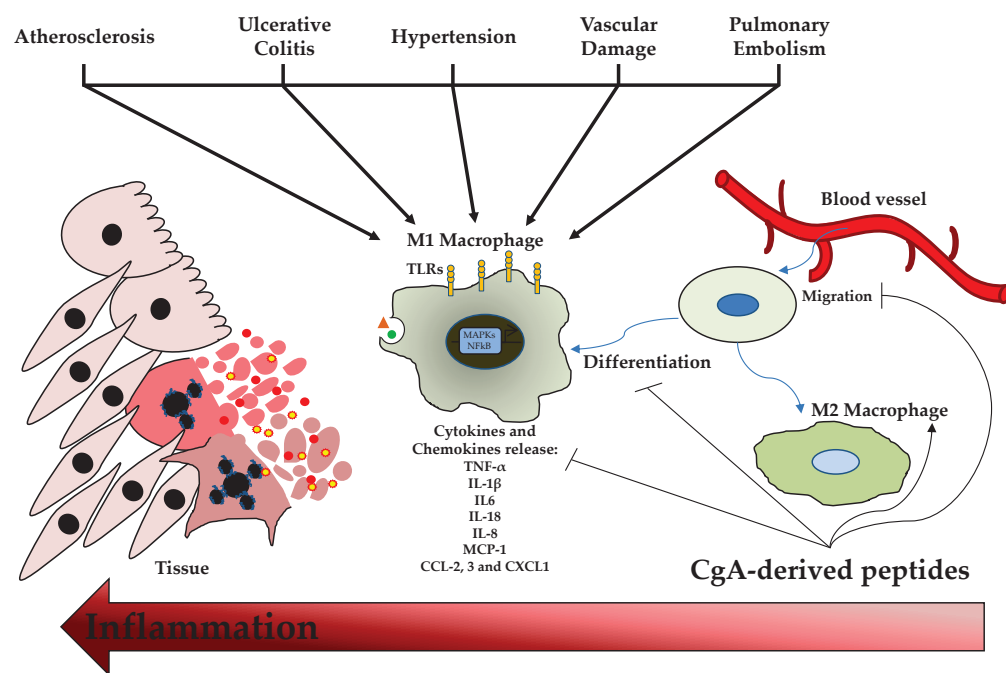 Atherosclerosis
Ulcerative
Colitis
Hypertension
Vascular
Damage
Pulmonary
Embolism
Blood vessel
M1 Macrophage
TLRs
Migration
MAPKs
NFkB
Differentiation
M2 Macrophage
Cytokines and
Chemokines release:
TNF-α
IL-1β
IL6
IL-18
IL-8
MCP-1
CCL-2, 3 and CXCL1
Tissue
CgA-derived peptides
Inflammation